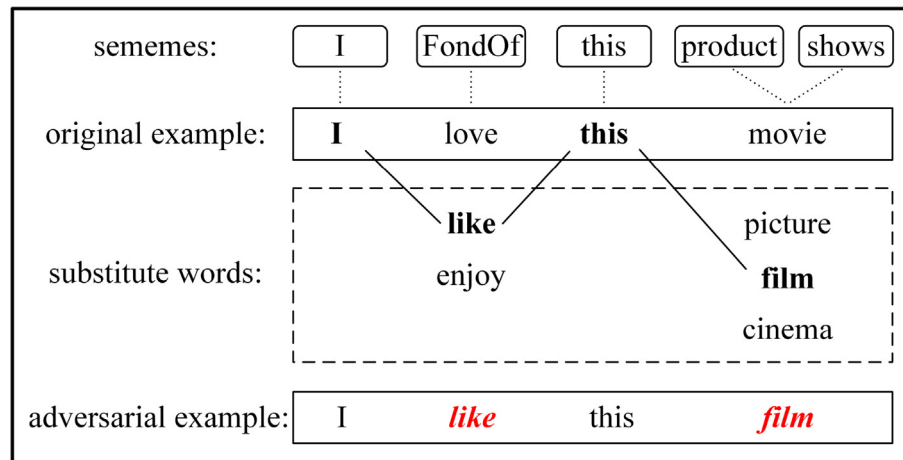 sememes: I FondOf this product shows
original example: I love this movie
like picture
substitute words: enjoy film
cinema
adversarial example: I like this film